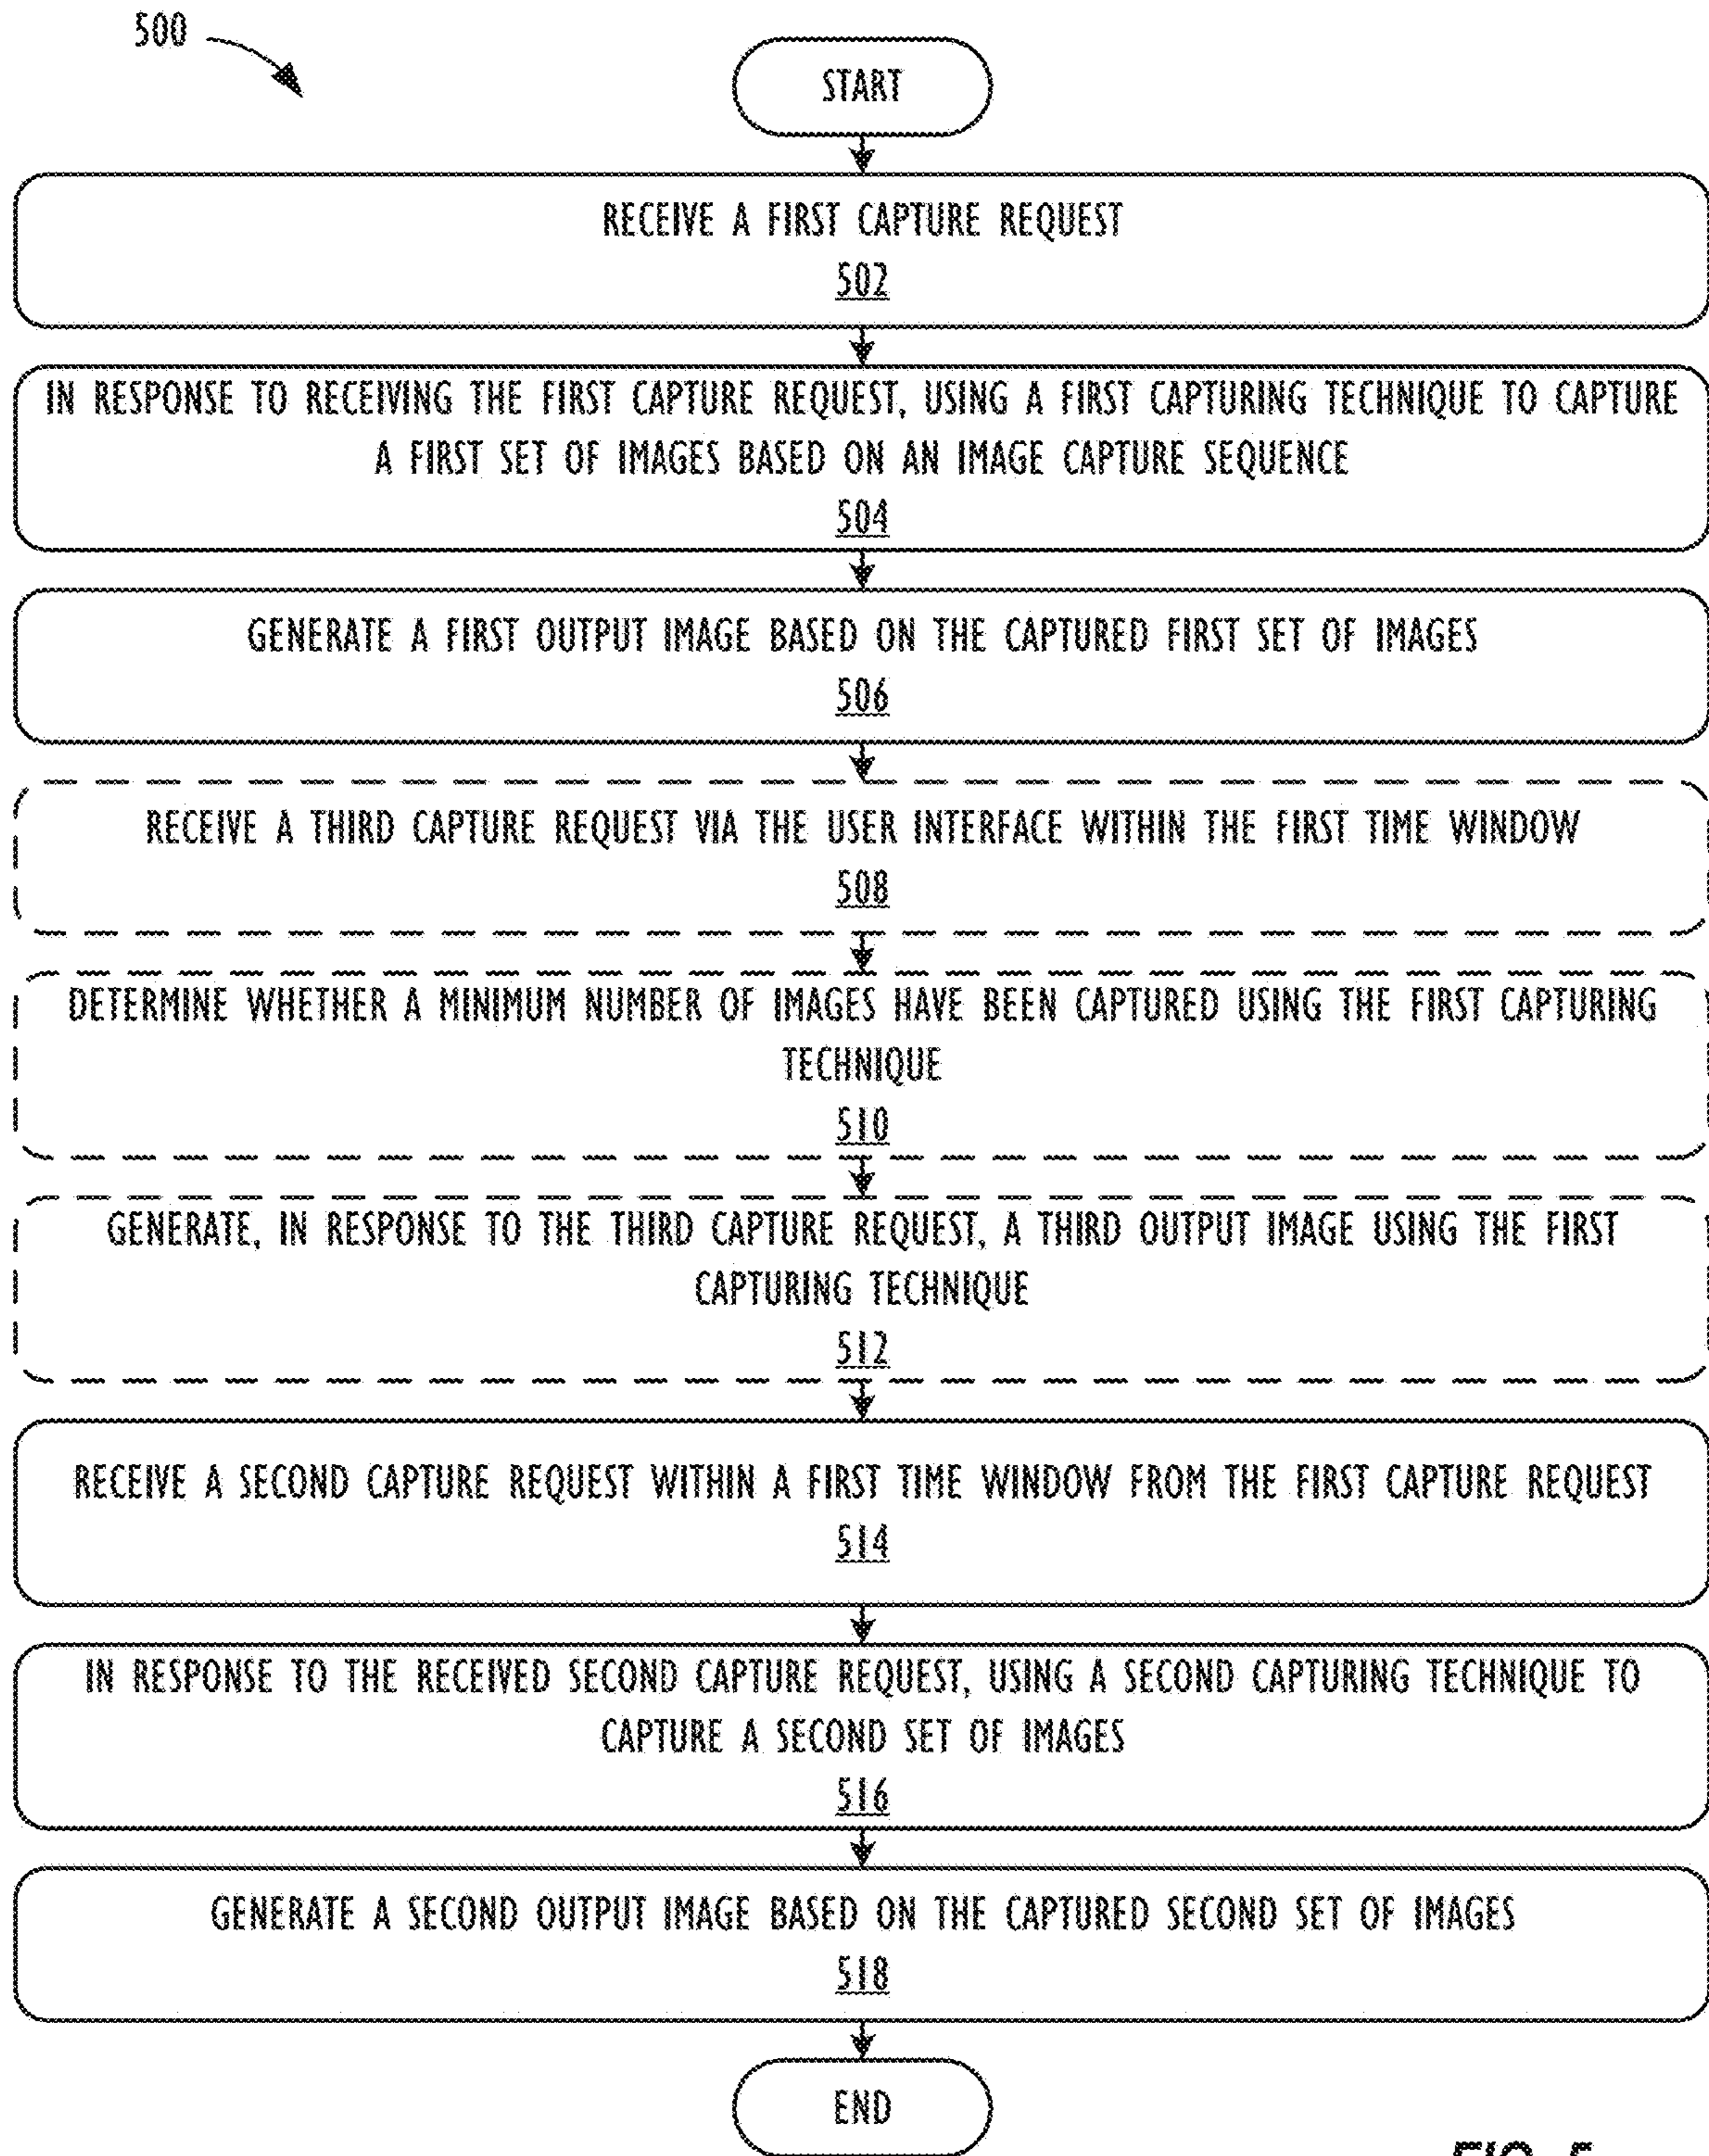 500
START
RECEIVE A FIRST CAPTURE REQUEST
502
IN RESPONSE TO RECEIVING THE FIRST CAPTURE REQUEST, USING A FIRST CAPTURING TECHNIQUE TO CAPTURE
A FIRST SET OF IMAGES BASED ON AN IMAGE CAPTURE SEQUENCE
504
GENERATE A FIRST OUTPUT IMAGE BASED ON THE CAPTURED FIRST SET OF IMAGES
506
RECEIVE A THIRD CAPTURE REQUEST VIA THE USER INTERFACE WITHIN THE FIRST TIME WINDOW
508
DETERMINE WHETHER A MINIMUM NUMBER OF IMAGES HAVE BEEN CAPTURED USING THE FIRST CAPTURING
TECHNIQUE
510
GENERATE, IN RESPONSE TO THE THIRD CAPTURE REQUEST, A THIRD OUTPUT IMAGE USING THE FIRST
CAPTURING TECHNIQUE
512
RECEIVE A SECOND CAPTURE REQUEST WITHIN A FIRST TIME WINDOW FROM THE FIRST CAPTURE REQUEST
514
IN RESPONSE TO THE RECEIVED SECOND CAPTURE REQUEST, USING A SECOND CAPTURING TECHNIQUE TO
CAPTURE A SECOND SET OF IMAGES
516
GENERATE A SECOND OUTPUT IMAGE BASED ON THE CAPTURED SECOND SET OF IMAGES
518
END
FIG. 5